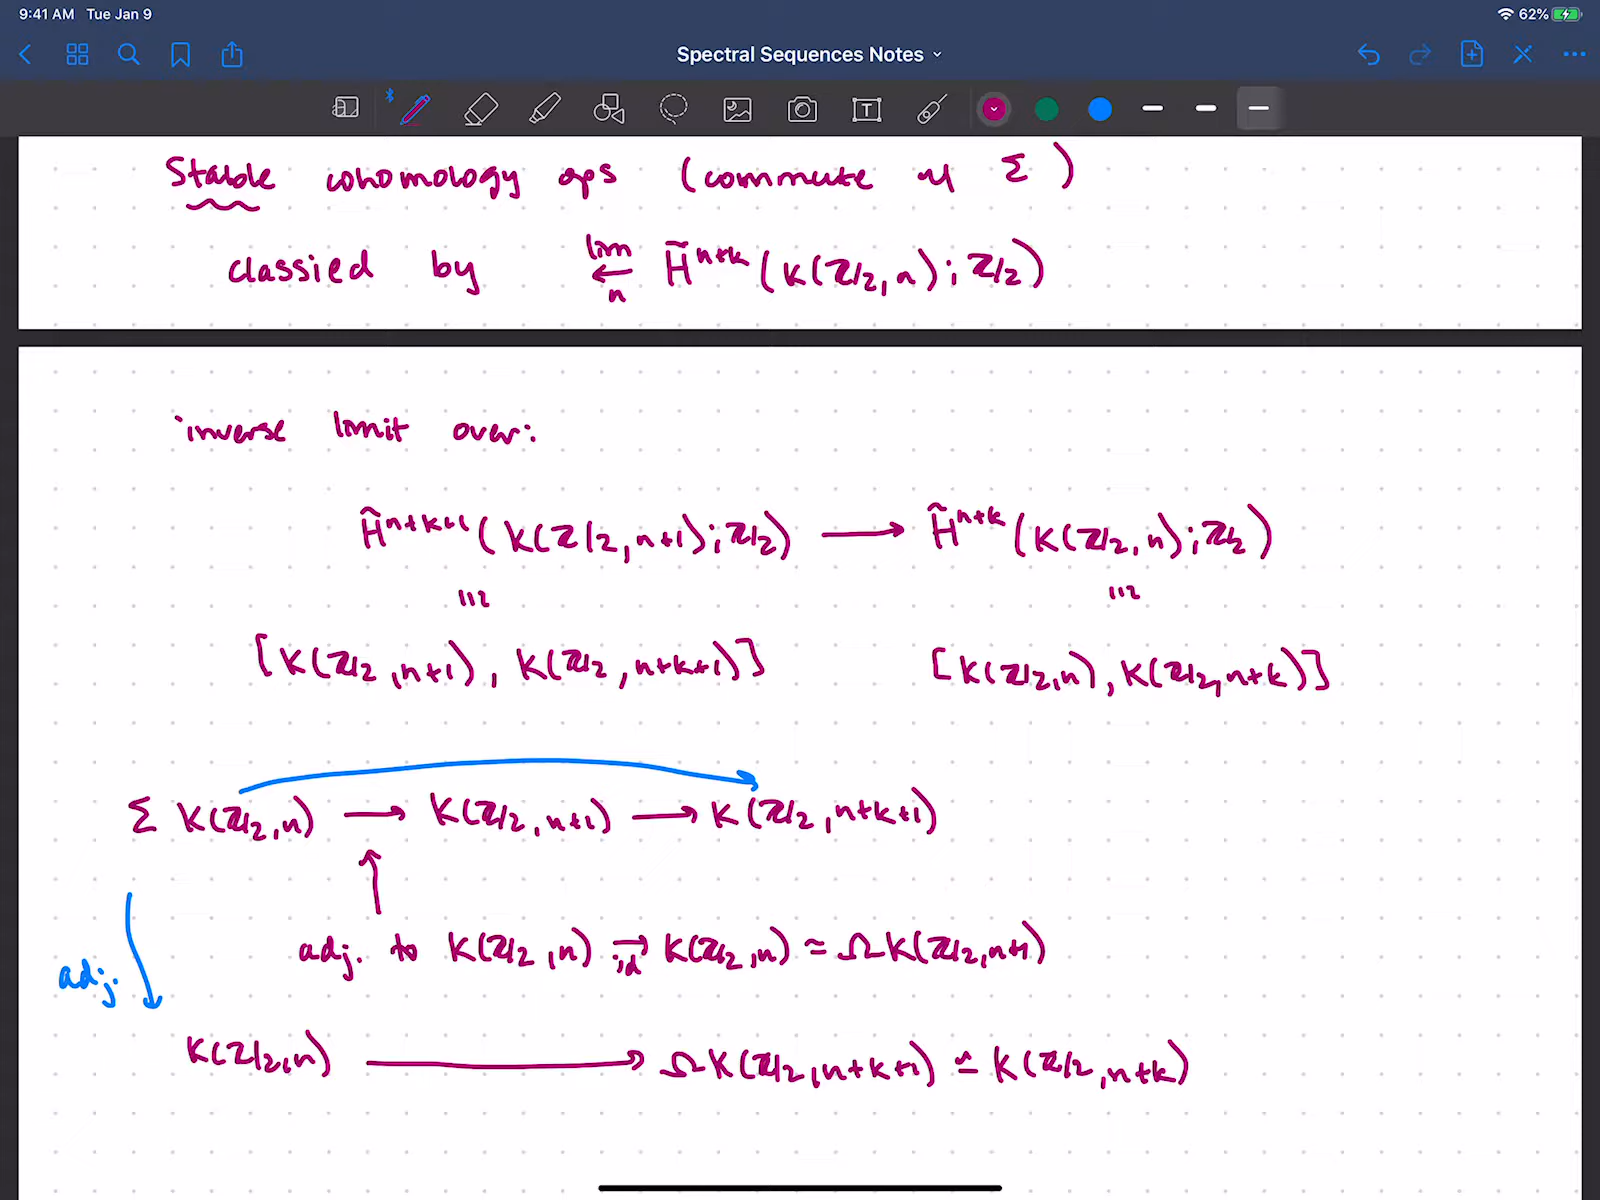 9:41 AM Tue Jan 9 62%
Spectral Sequences Notes
Stable cohomology ops (commute w/ Σ)
classied by lim← n H̃ⁿ⁺ᵏ(K(ℤ/2, n); ℤ/2)
inverse limit over:
H̃ⁿ⁺ᵏ⁺¹(K(ℤ/2, n+1); ℤ/2) ⟶ H̃ⁿ⁺ᵏ(K(ℤ/2, n); ℤ/2)
≅ ≅
[K(ℤ/2, n+1), K(ℤ/2, n+k+1)] [K(ℤ/2, n), K(ℤ/2, n+k)]
Σ K(ℤ/2, n) ⟶ K(ℤ/2, n+1) ⟶ K(ℤ/2, n+k+1)
adj. to K(ℤ/2, n) →id K(ℤ/2, n) ≃ ΩK(ℤ/2, n+1)
adj.
K(ℤ/2, n) ⟶ ΩK(ℤ/2, n+k+1) ≃ K(ℤ/2, n+k)